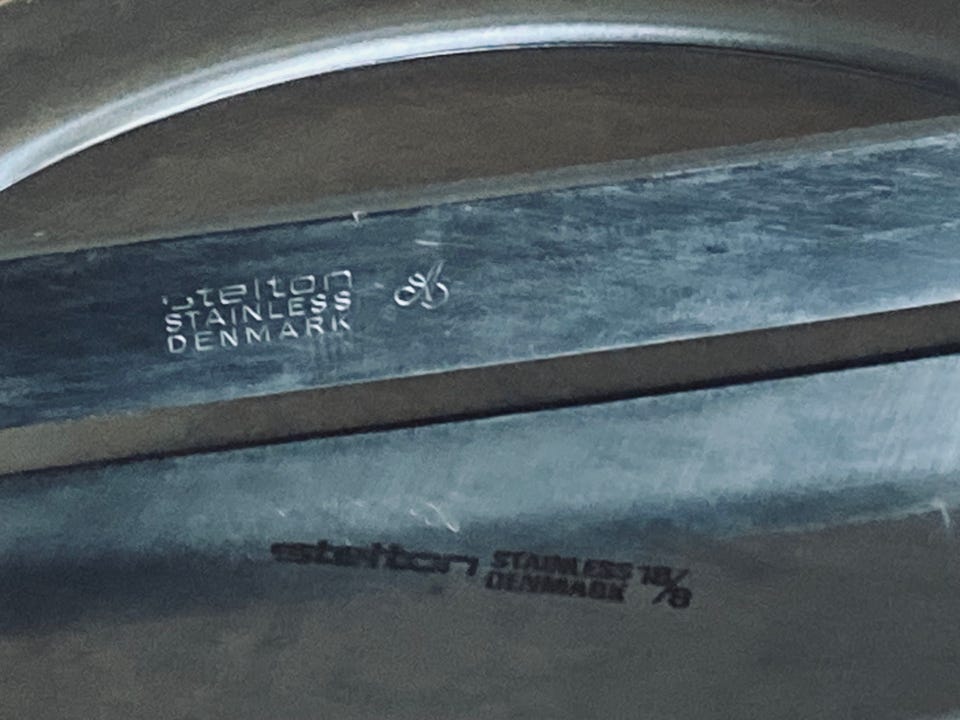 stelton
STAINLESS
DENMARK
stelton STAINLESS 18/8
DENMARK